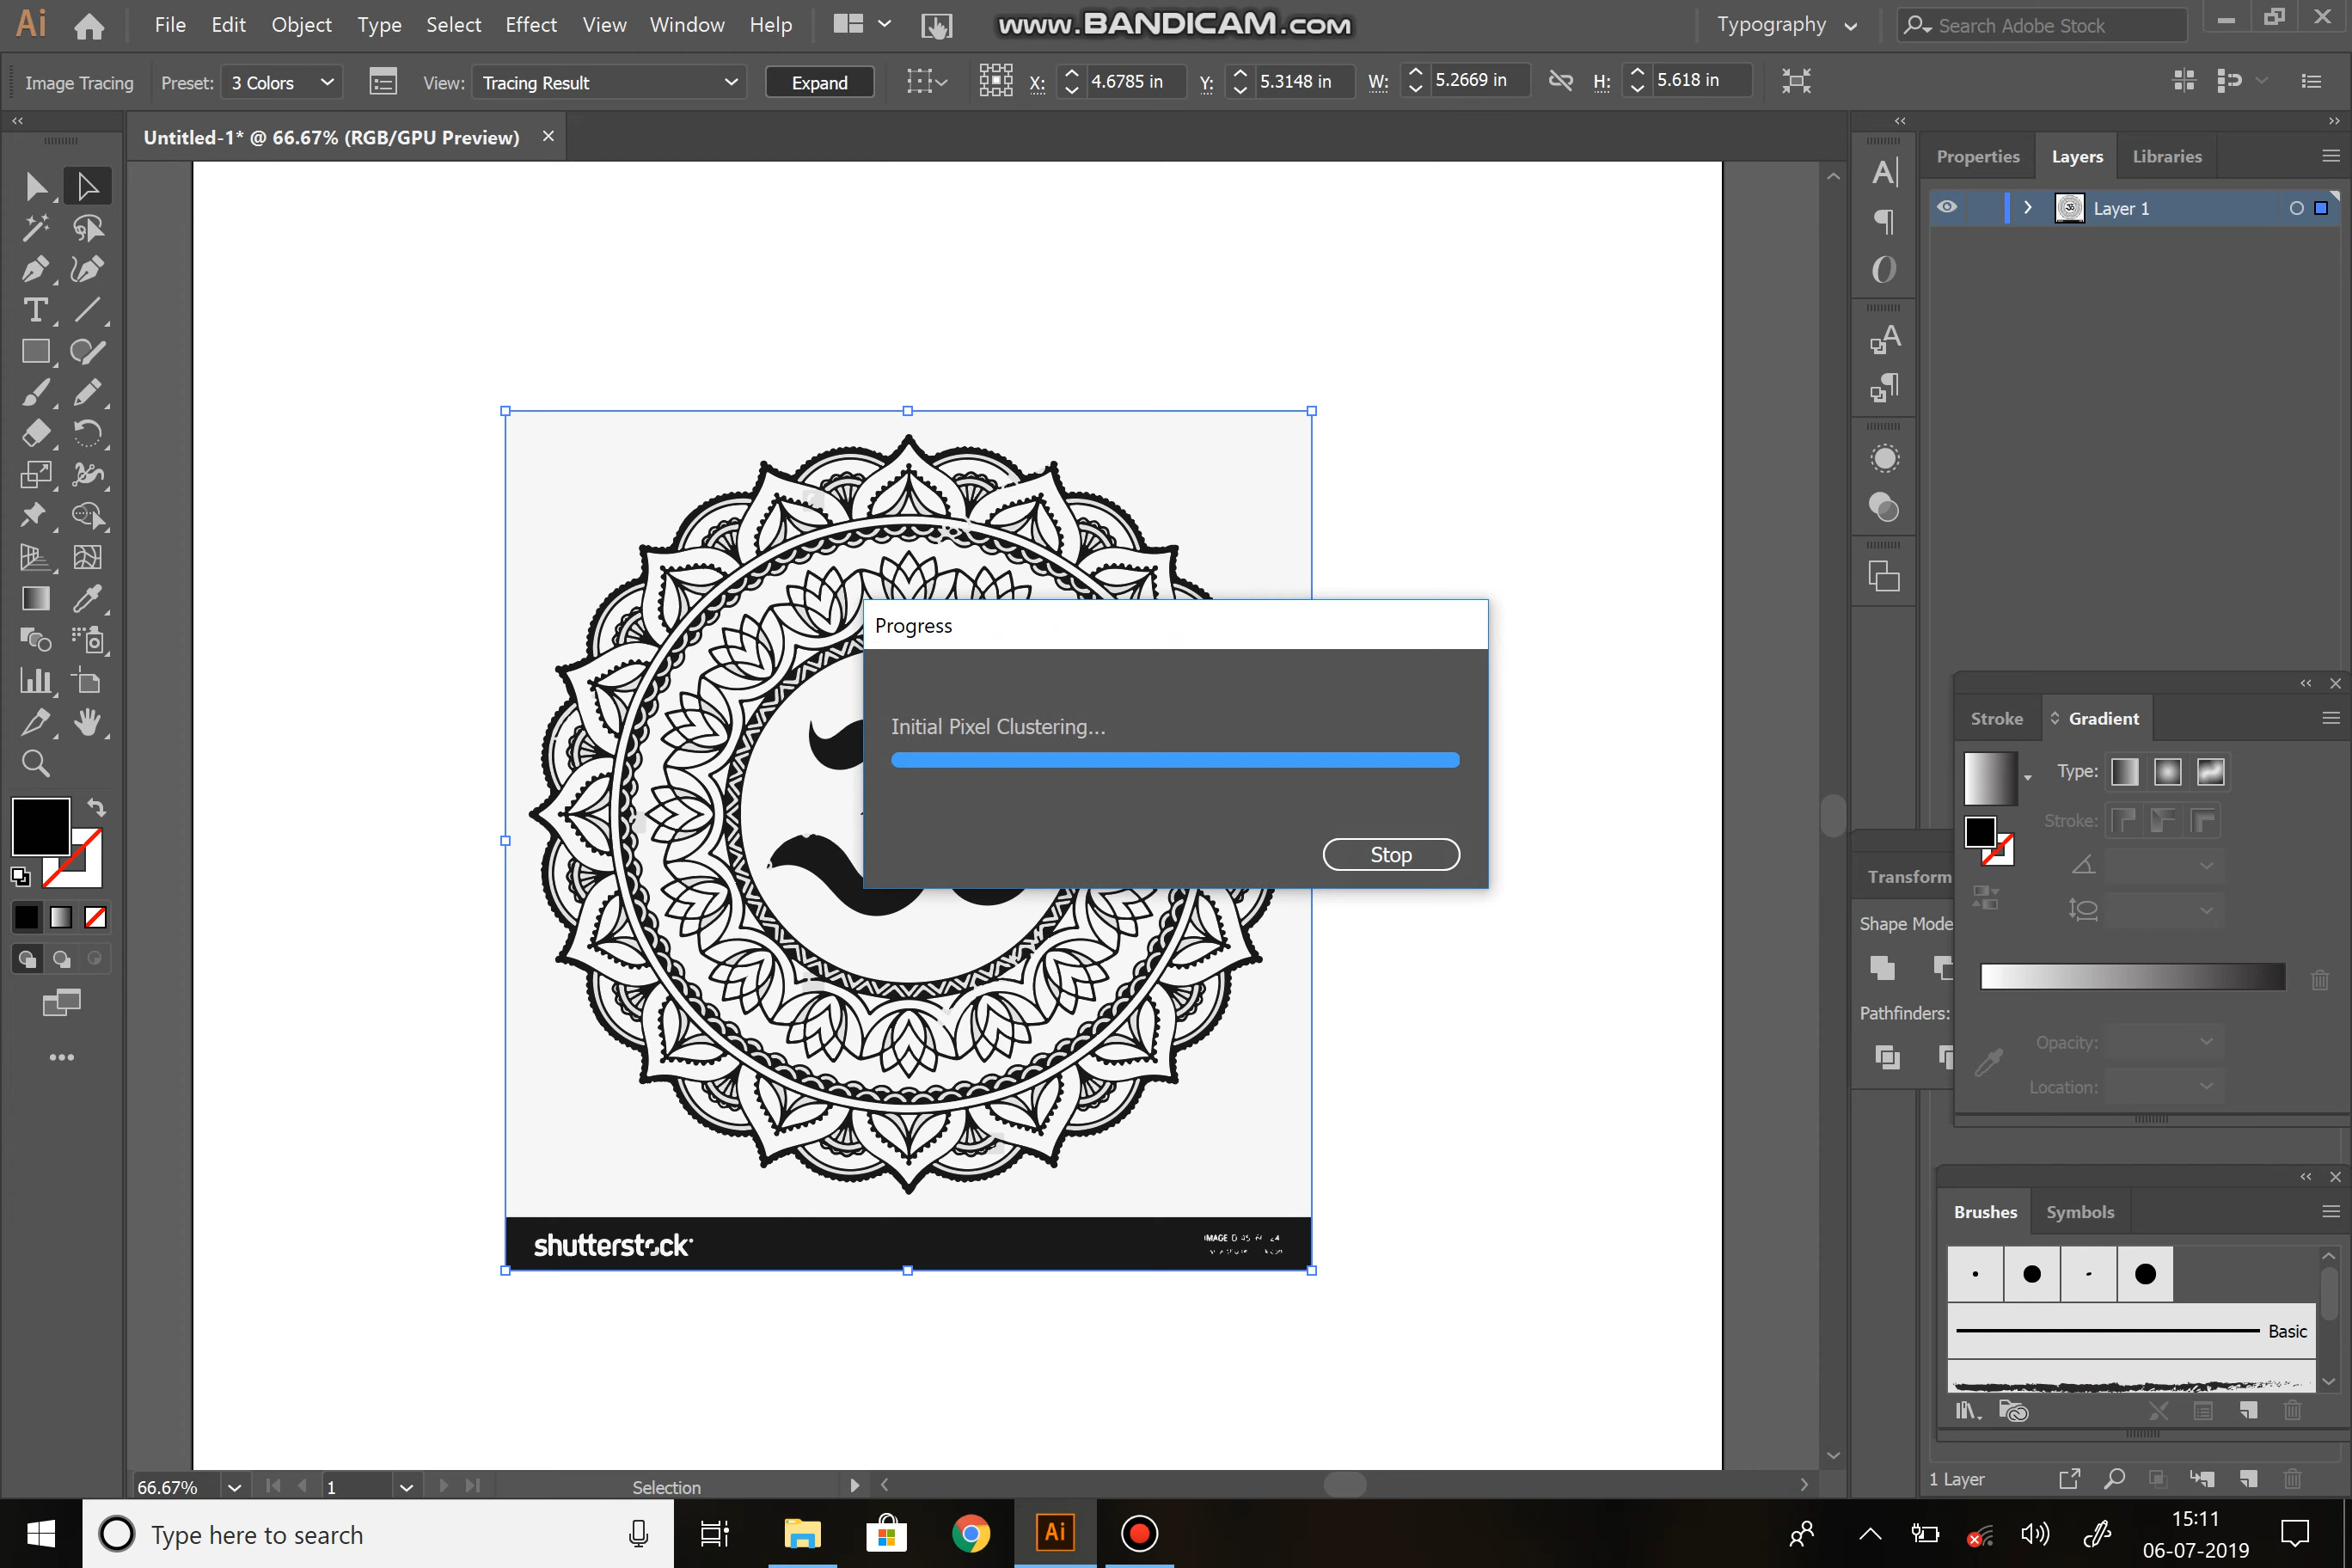 Ai File Edit Object Type Select Effect View Window Help www.BANDICAM.com Typography Search Adobe Stock
Image Tracing Preset: 3 Colors View: Tracing Result Expand X: 4.6785 in Y: 5.3148 in W: 5.2669 in H: 5.618 in
Untitled-1* @ 66.67% (RGB/GPU Preview)
Properties Layers Libraries
Layer 1
Progress
Initial Pixel Clustering...
Stop
Stroke Gradient
Type:
Stroke:
Transform
Shape Mode
Pathfinders:
Opacity:
Location:
shutterstock
IMAGE
Brushes Symbols
Basic
66.67% 1 Selection
1 Layer
Type here to search
Ai
15:11
06-07-2019